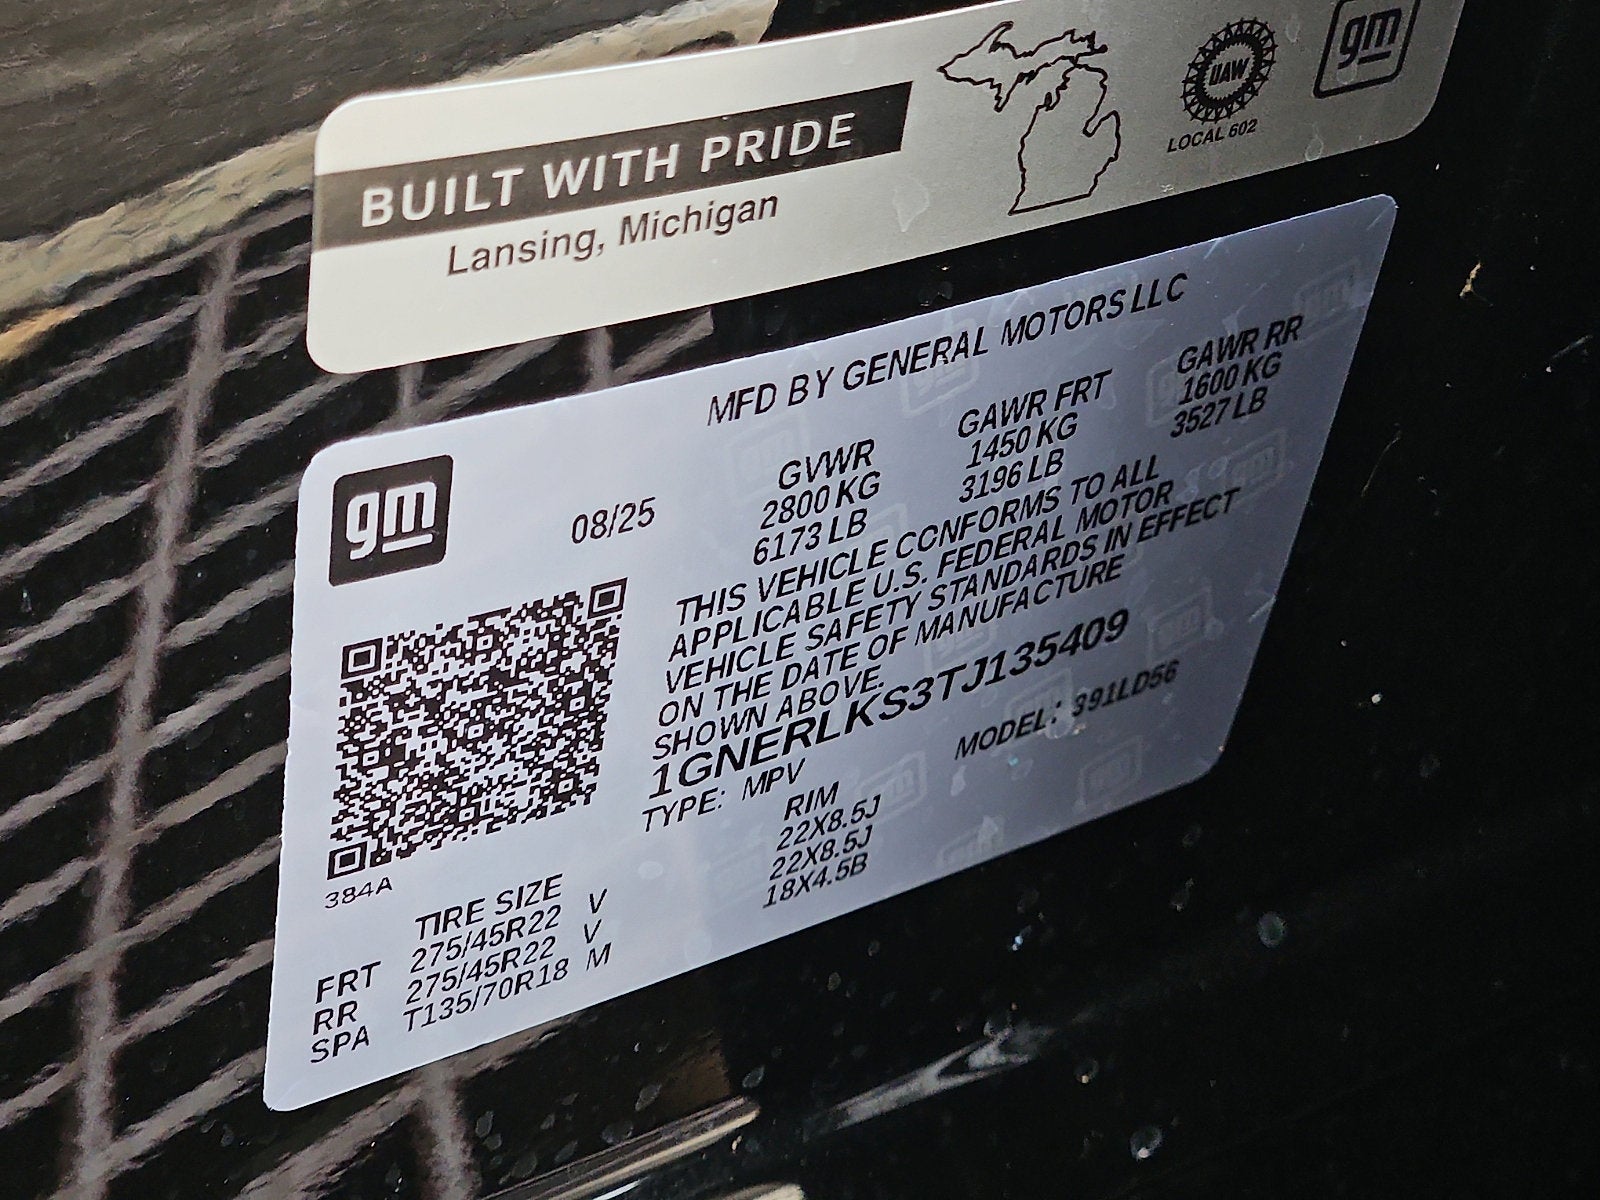 BUILT WITH PRIDE
Lansing, Michigan
UAW
LOCAL 602
gm
MFD BY GENERAL MOTORS LLC
gm
08/25
GVWR
2800 KG
6173 LB
GAWR FRT
1450 KG
3196 LB
GAWR RR
1600 KG
3527 LB
THIS VEHICLE CONFORMS TO ALL
APPLICABLE U.S. FEDERAL MOTOR
VEHICLE SAFETY STANDARDS IN EFFECT
ON THE DATE OF MANUFACTURE
SHOWN ABOVE.
1GNERLKS3TJ135409
TYPE: MPV MODEL: 391LD56
384A
TIRE SIZE RIM
FRT 275/45R22 V 22X8.5J
RR 275/45R22 V 22X8.5J
SPA T135/70R18 M 18X4.5B